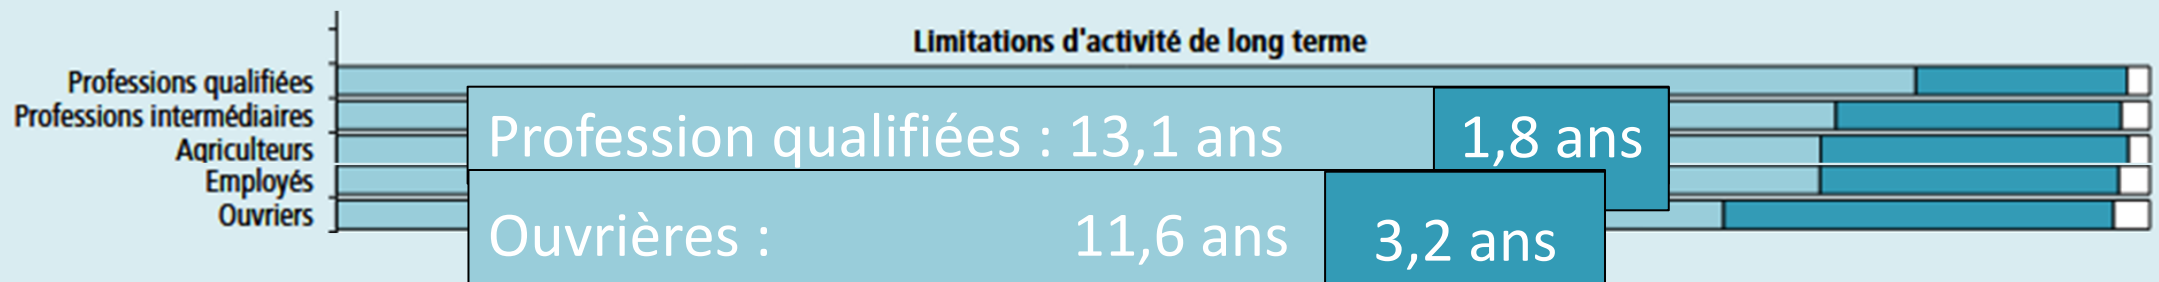 Limitations d'activité de long terme
Professions qualifiées
Professions intermédiaires
Agriculteurs
Employés
Ouvriers
Profession qualifiées : 13,1 ans 1,8 ans
Ouvrières : 11,6 ans 3,2 ans